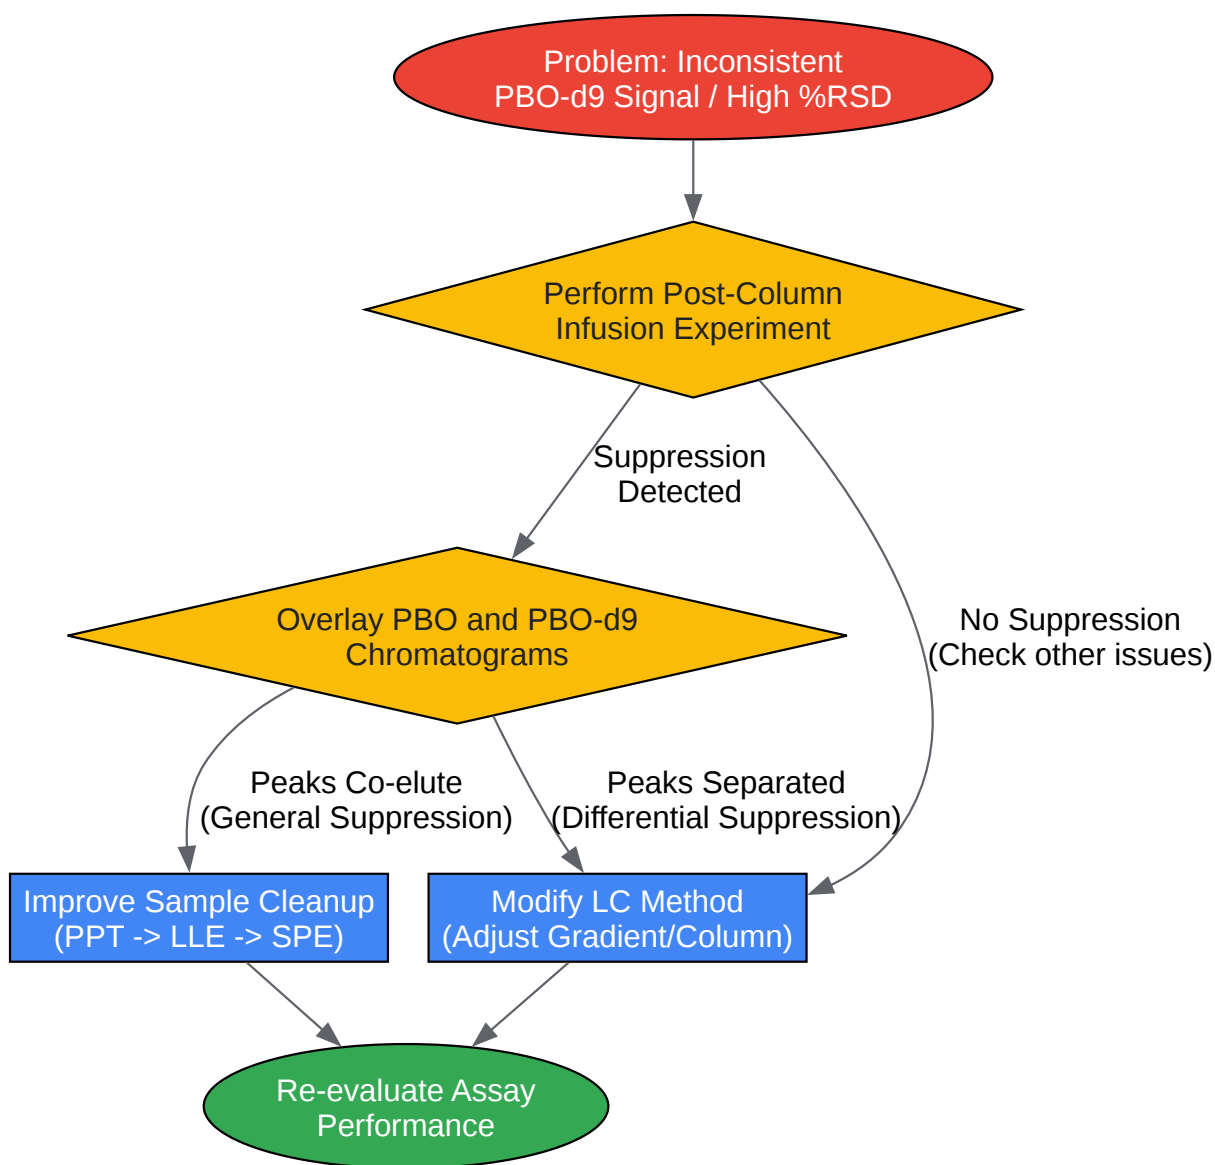 Problem: Inconsistent
PBO-d9 Signal / High %RSD
Perform Post-Column
Infusion Experiment
Suppression
Detected
Overlay PBO and PBO-d9
Chromatograms
No Suppression
(Check other issues)
Peaks Co-elute
(General Suppression)
Peaks Separated
(Differential Suppression)
Improve Sample Cleanup
(PPT -> LLE -> SPE)
Modify LC Method
(Adjust Gradient/Column)
Re-evaluate Assay
Performance